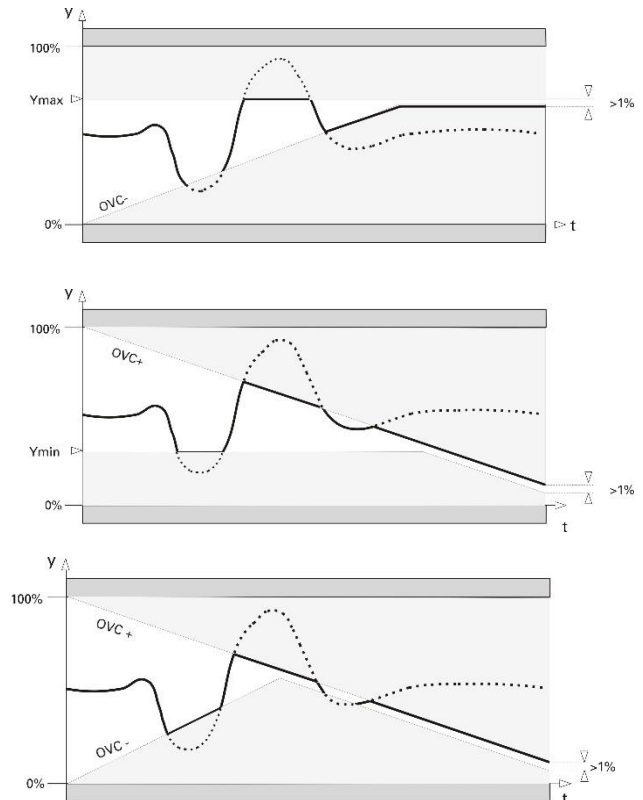 y
100%
Ymax
>1%
OVC-
0%
t
y
100%
OVC+
Ymin
>1%
0%
t
y
100%
OVC +
OVC -
>1%
0%
t